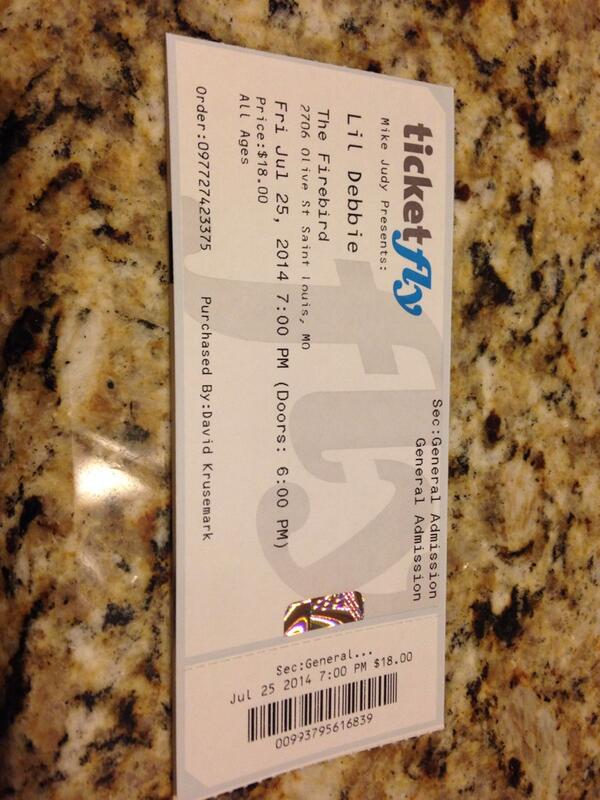 ticketfly
Mike Judy Presents:
Lil Debbie
The Firebird
2706 Olive St Saint Louis, MO
Fri Jul 25, 2014 7:00 PM (Doors: 6:00 PM)
Price:$18.00
All Ages
Order:097727423375 Purchased By:David Krusemark
Sec:General Admission
General Admission
fly
Sec:General...
Jul 25 2014 7:00 PM $18.00
00993795616839